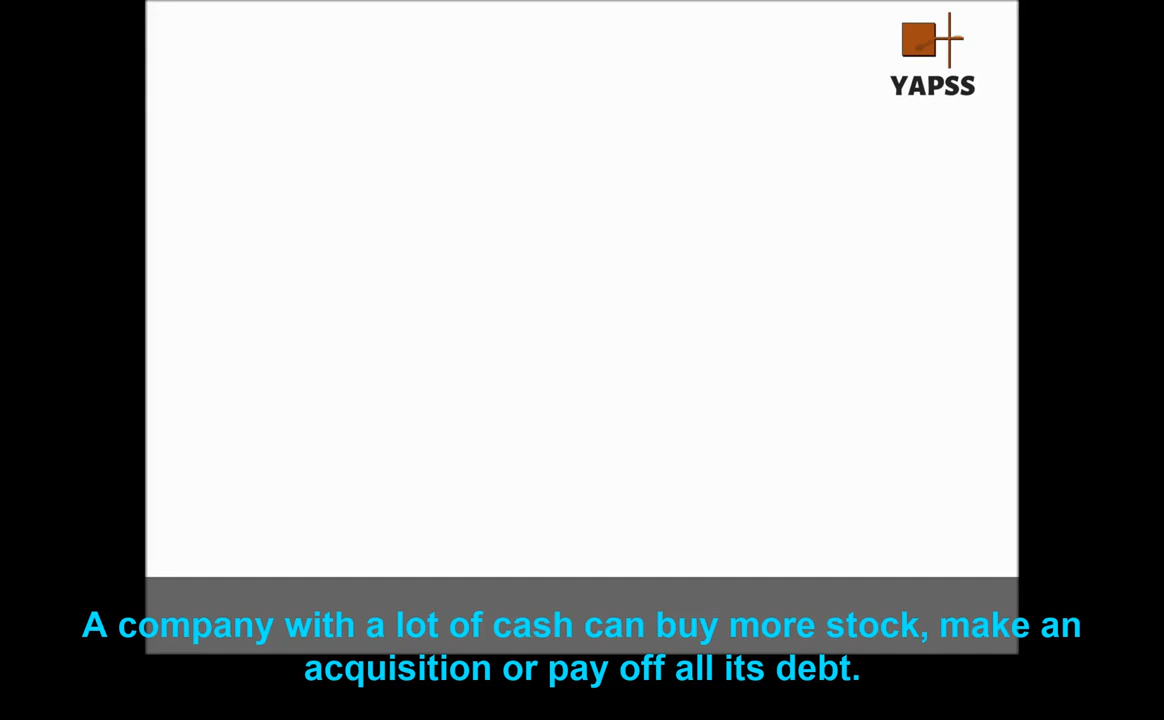 YAPSS
A company with a lot of cash can buy more stock, make an
acquisition or pay off all its debt.